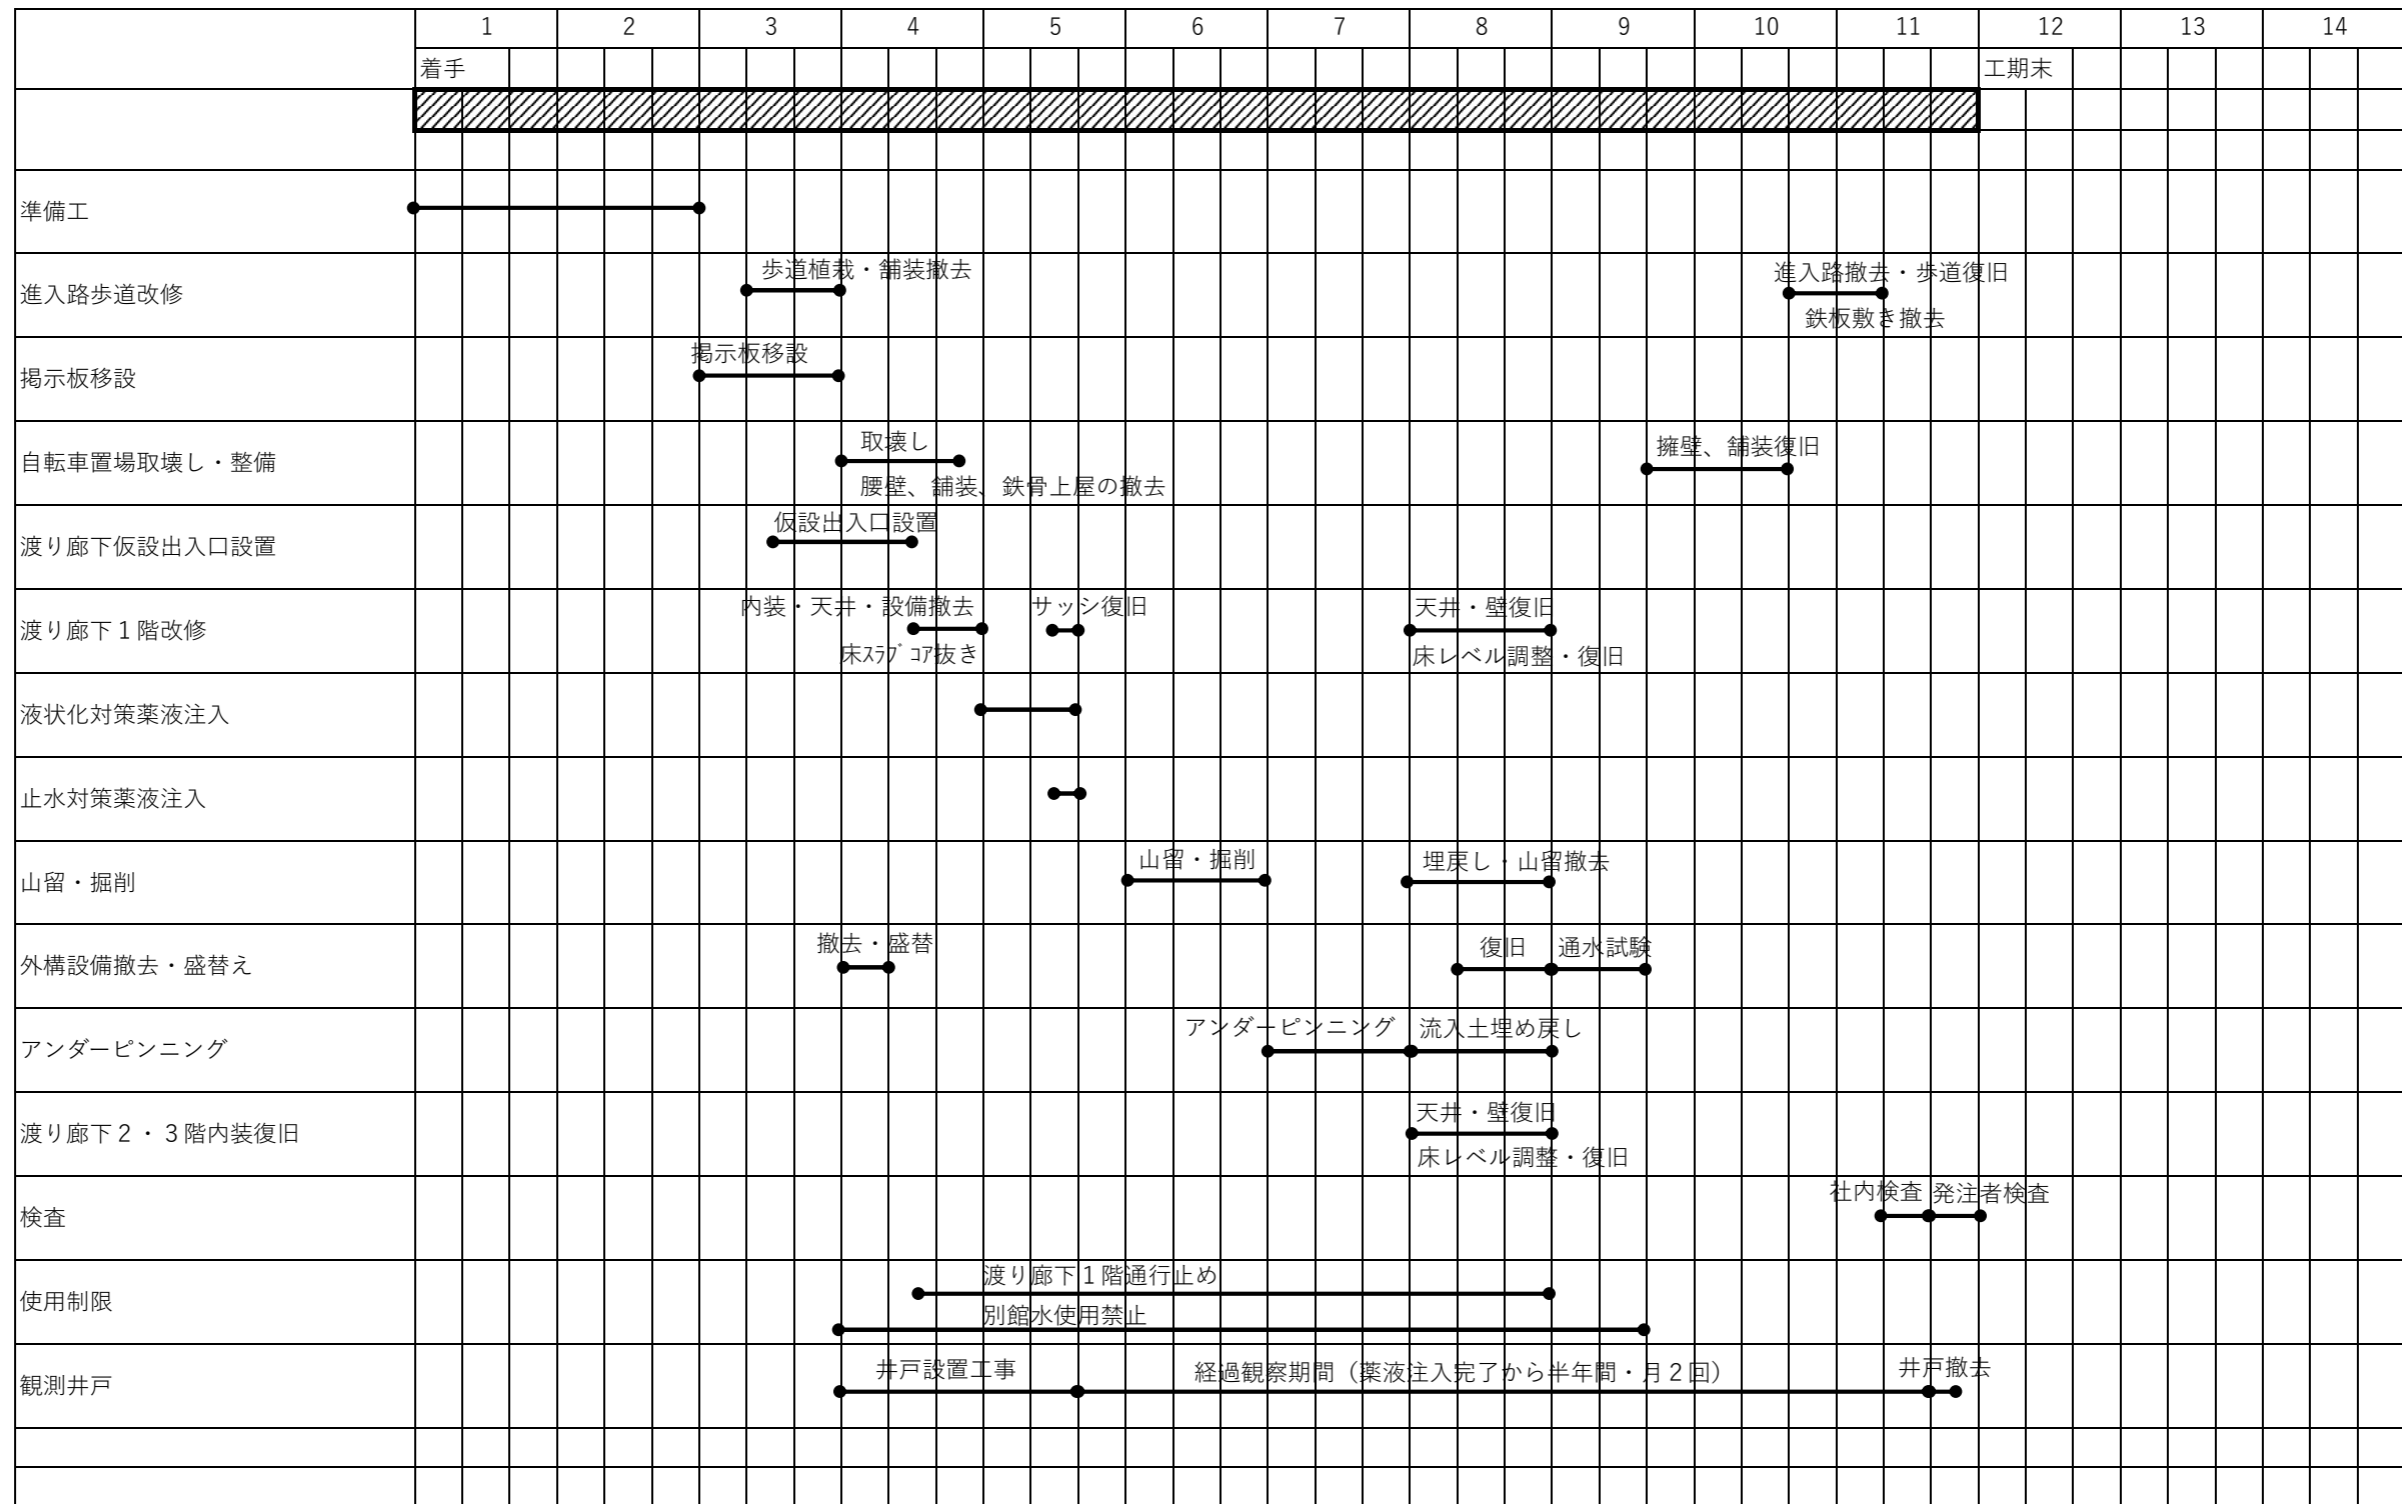 1 2 3 4 5 6 7 8 9 10 11 12 13 14
着手 工期末
準備工
歩道植栽・舗装撤去 進入路撤去・歩道復旧
進入路歩道改修
鉄板敷き撤去
掲示板移設
掲示板移設
取壊し 擁壁、舗装復旧
自転車置場取壊し・整備
腰壁、舗装、鉄骨上屋の撤去
仮設出入口設置
渡り廊下仮設出入口設置
内装・天井・設備撤去 サッシ復旧 天井・壁復旧
渡り廊下１階改修
床ｽﾗﾌﾞｺｱ抜き 床レベル調整・復旧
液状化対策薬液注入
止水対策薬液注入
山留・掘削 埋戻し・山留撤去
山留・掘削
撤去・盛替 復旧 通水試験
外構設備撤去・盛替え
アンダーピンニング 流入土埋め戻し
アンダーピンニング
天井・壁復旧
渡り廊下２・３階内装復旧
床レベル調整・復旧
社内検査 発注者検査
検査
渡り廊下１階通行止め
使用制限
別館水使用禁止
井戸設置工事 経過観察期間（薬液注入完了から半年間・月２回） 井戸撤去
観測井戸